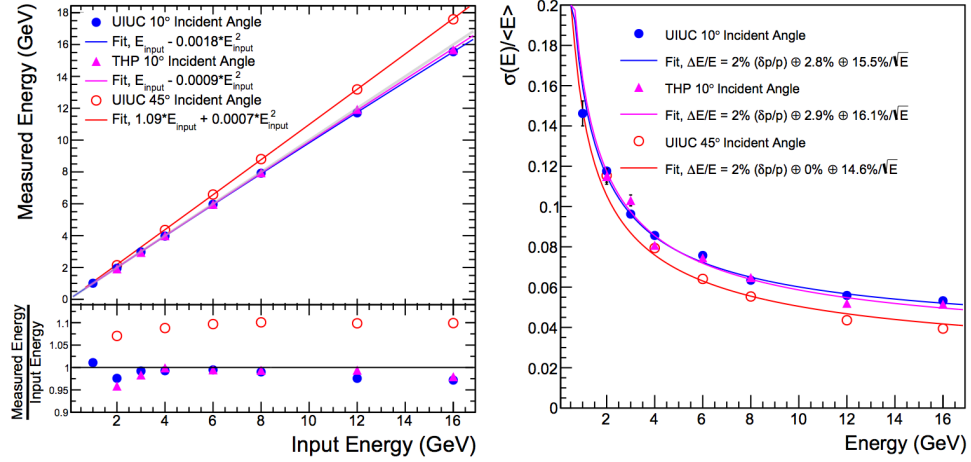 Measured Energy (GeV)
18
16
14
12
10
8
6
4
2
0
UIUC 10° Incident Angle
Fit, E_input - 0.0018*E²_input
THP 10° Incident Angle
Fit, E_input - 0.0009*E²_input
UIUC 45° Incident Angle
Fit, 1.09*E_input + 0.0007*E²_input
Measured Energy
Input Energy
1.1
1.05
1
0.95
0.9
2 4 6 8 10 12 14 16
Input Energy (GeV)
σ(E)/<E>
0.2
0.18
0.16
0.14
0.12
0.1
0.08
0.06
0.04
0.02
0
UIUC 10° Incident Angle
Fit, ΔE/E = 2% (δp/p) ⊕ 2.8% ⊕ 15.5%/√E
THP 10° Incident Angle
Fit, ΔE/E = 2% (δp/p) ⊕ 2.9% ⊕ 16.1%/√E
UIUC 45° Incident Angle
Fit, ΔE/E = 2% (δp/p) ⊕ 0% ⊕ 14.6%/√E
2 4 6 8 10 12 14 16
Energy (GeV)